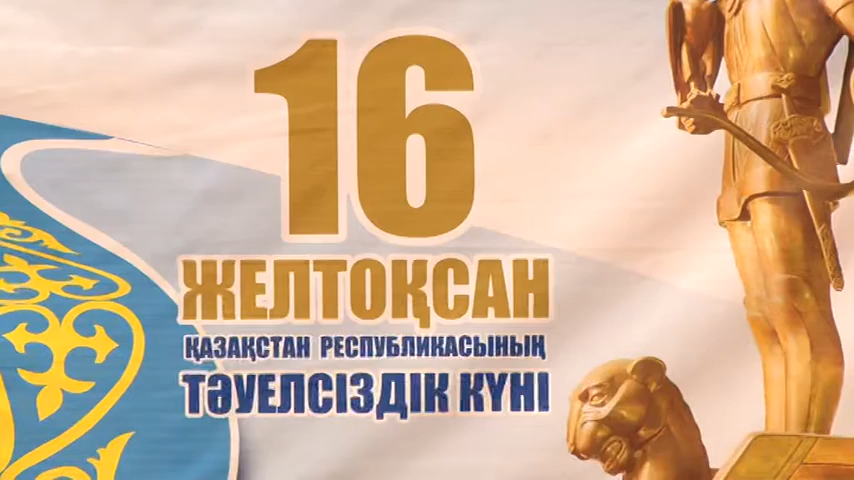 16
ЖЕЛТОҚСАН
ҚАЗАҚСТАН РЕСПУБЛИКАСЫНЫҢ
ТӘУЕЛСІЗДІК КҮНІ